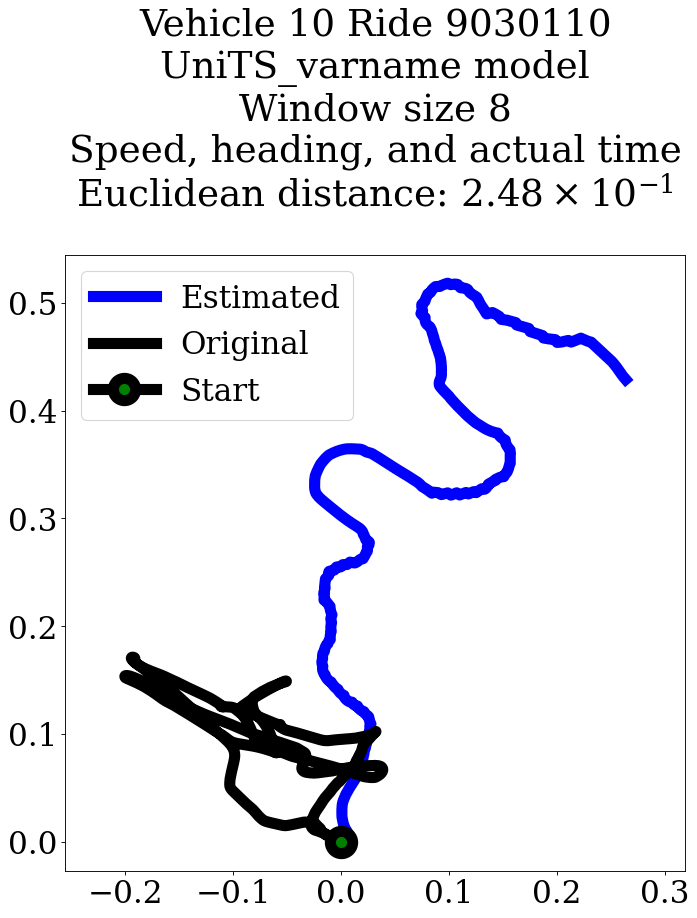 Vehicle 10 Ride 9030110
UniTS_varname model
Window size 8
Speed, heading, and actual time
Euclidean distance: 2.48 × 10⁻¹
Estimated
Original
Start
0.5
0.4
0.3
0.2
0.1
0.0
−0.2 −0.1 0.0 0.1 0.2 0.3